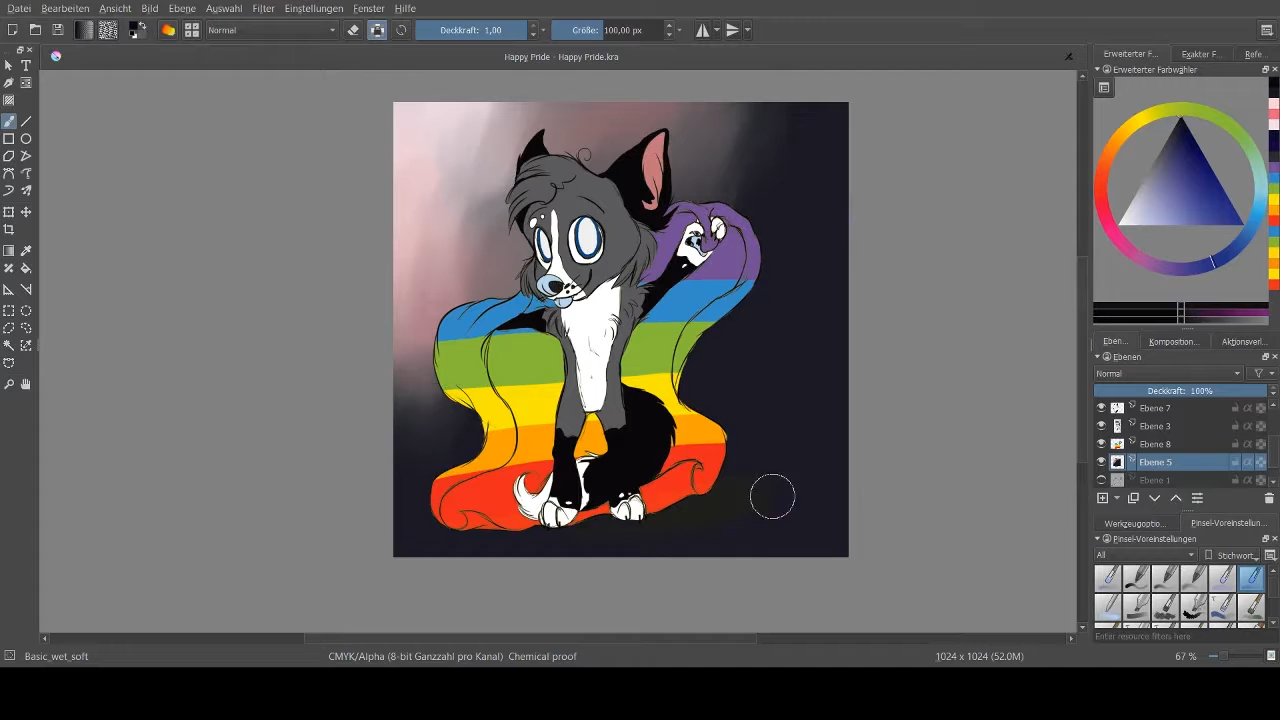 Datei Bearbeiten Ansicht Bild Ebene Filter Einstellungen Fenster Hilfe
Normal Deckkraft: 1,00 Größe: 100,00 px
Happy Pride - Happy Pride.kra
Erweiterter F... Exakter F... Refe...
Erweiterter Farbwähler
Eben... Komposition... Aktionsverl...
Ebenen
Normal
Deckkraft: 100%
Ebene 7
Ebene 3
Ebene 8
Ebene 5
Ebene 1
Werkzeugoptio... Pinsel-Voreinstellun...
Pinsel-Voreinstellungen
All Stichwort...
Enter resource filters here
Basic_wet_soft CMYK/Alpha (8-bit Ganzzahl pro Kanal) Chemical proof 1024 x 1024 (52.0M) 67 %